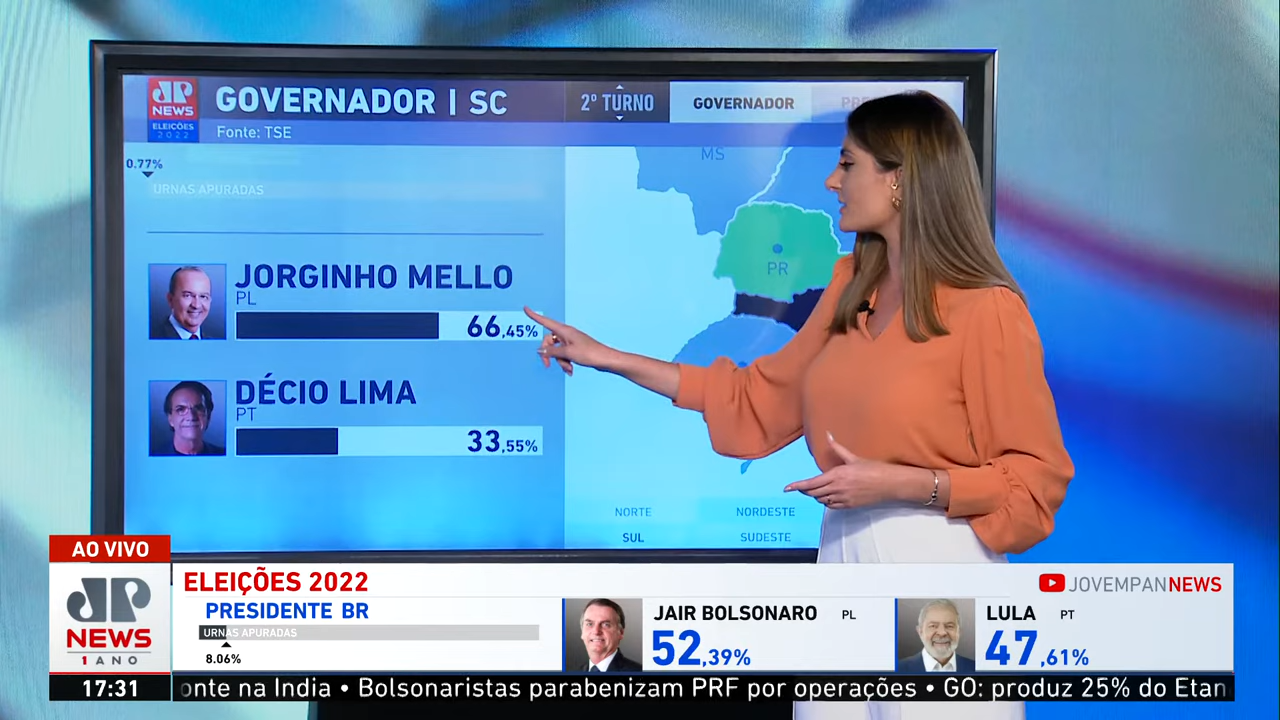 JP
NEWS
ELEIÇÕES
2022
GOVERNADOR | SC
2º TURNO
GOVERNADOR
Fonte: TSE
0.77%
URNAS APURADAS
MS
PR
JORGINHO MELLO
PL
66,45%
DÉCIO LIMA
PT
33,55%
NORTE
NORDESTE
SUL
SUDESTE
AO VIVO
JP
NEWS
1 ANO
ELEIÇÕES 2022
JOVEMPANNEWS
PRESIDENTE BR
URNAS APURADAS
8.06%
JAIR BOLSONARO PL
52,39%
LULA PT
47,61%
17:31
onte na India • Bolsonaristas parabenizam PRF por operações • GO: produz 25% do Etan